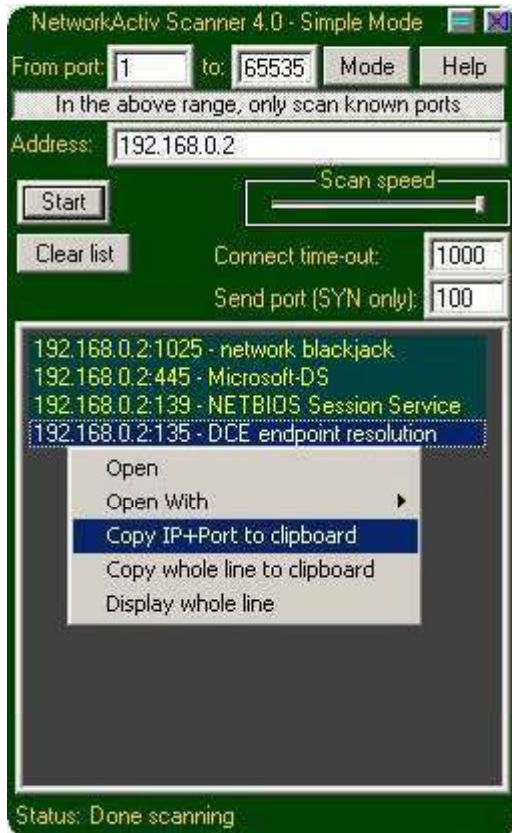 NetworkActiv Scanner 4.0 - Simple Mode
From port: 1 to: 65535 Mode Help
In the above range, only scan known ports
Address: 192.168.0.2
Scan speed
Start
Clear list Connect time-out: 1000
Send port (SYN only): 100
192.168.0.2:1025 - network blackjack
192.168.0.2:445 - Microsoft-DS
192.168.0.2:139 - NETBIOS Session Service
192.168.0.2:135 - DCE endpoint resolution
Open
Open With
Copy IP+Port to clipboard
Copy whole line to clipboard
Display whole line
Status: Done scanning